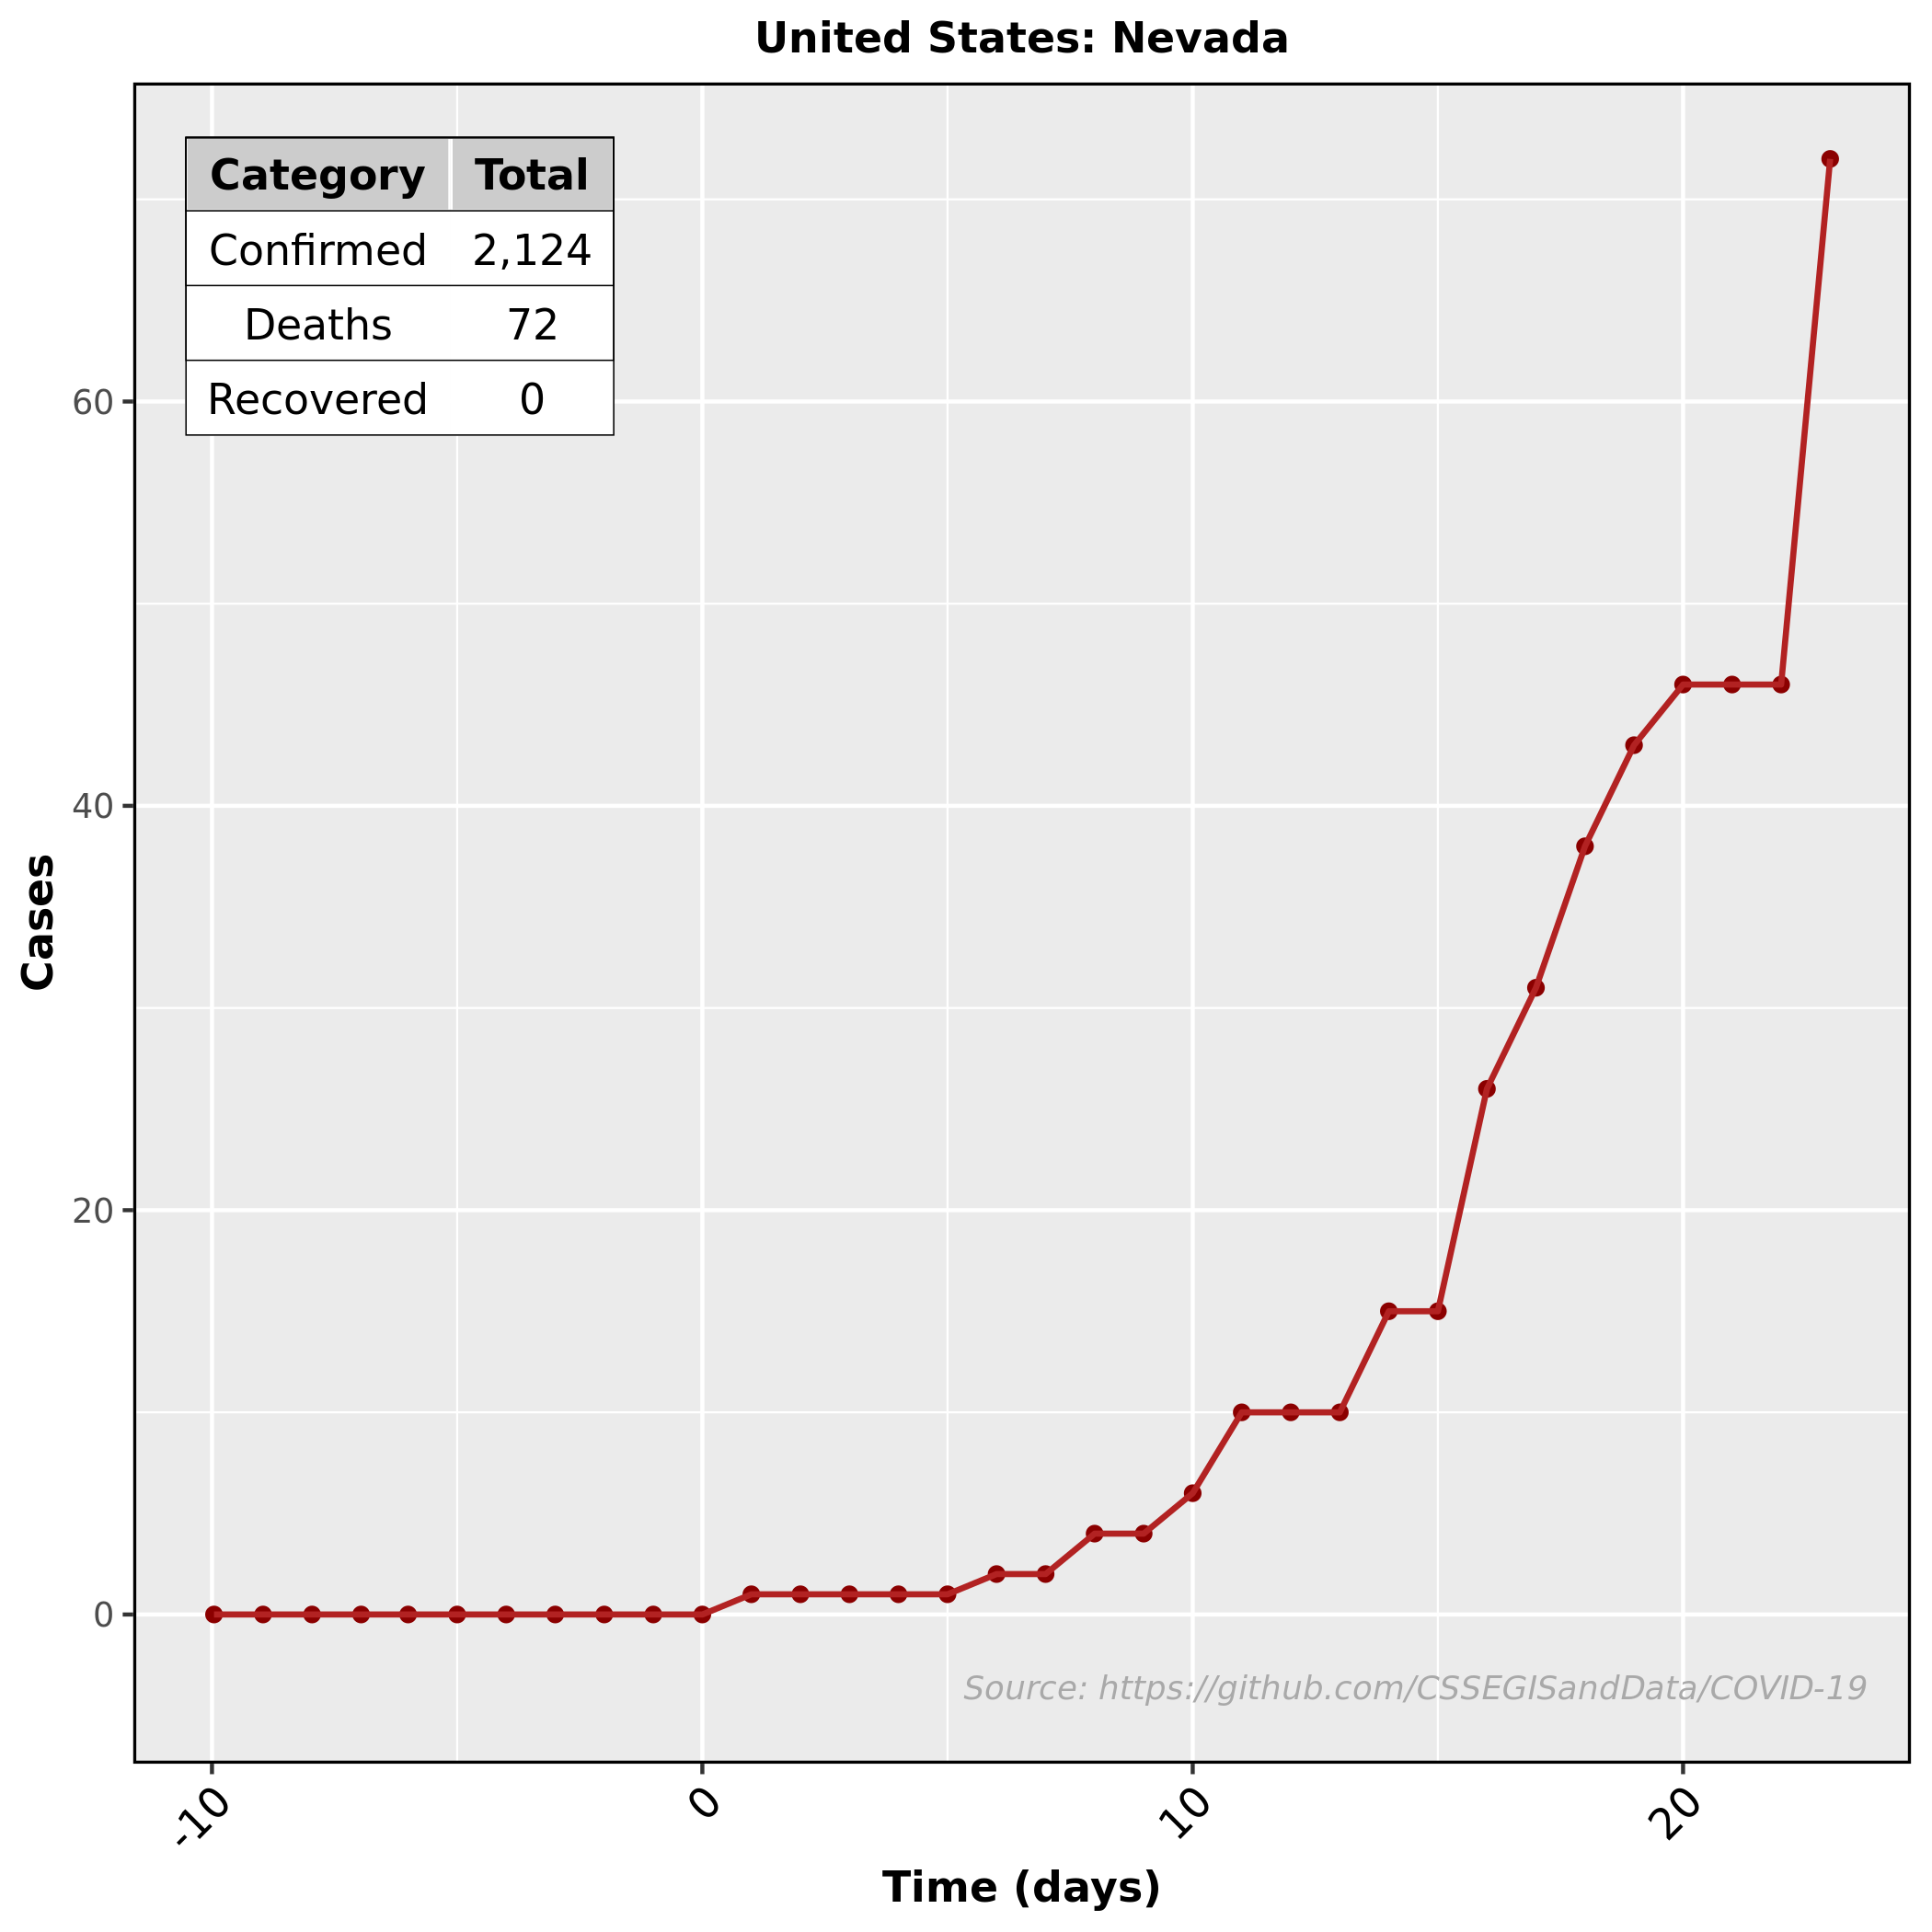 United States: Nevada
Category Total
Confirmed 2,124
Deaths 72
Recovered 0
60
40
20
0
Cases
Source: https://github.com/CSSEGISandData/COVID-19
-10 0 10 20
Time (days)